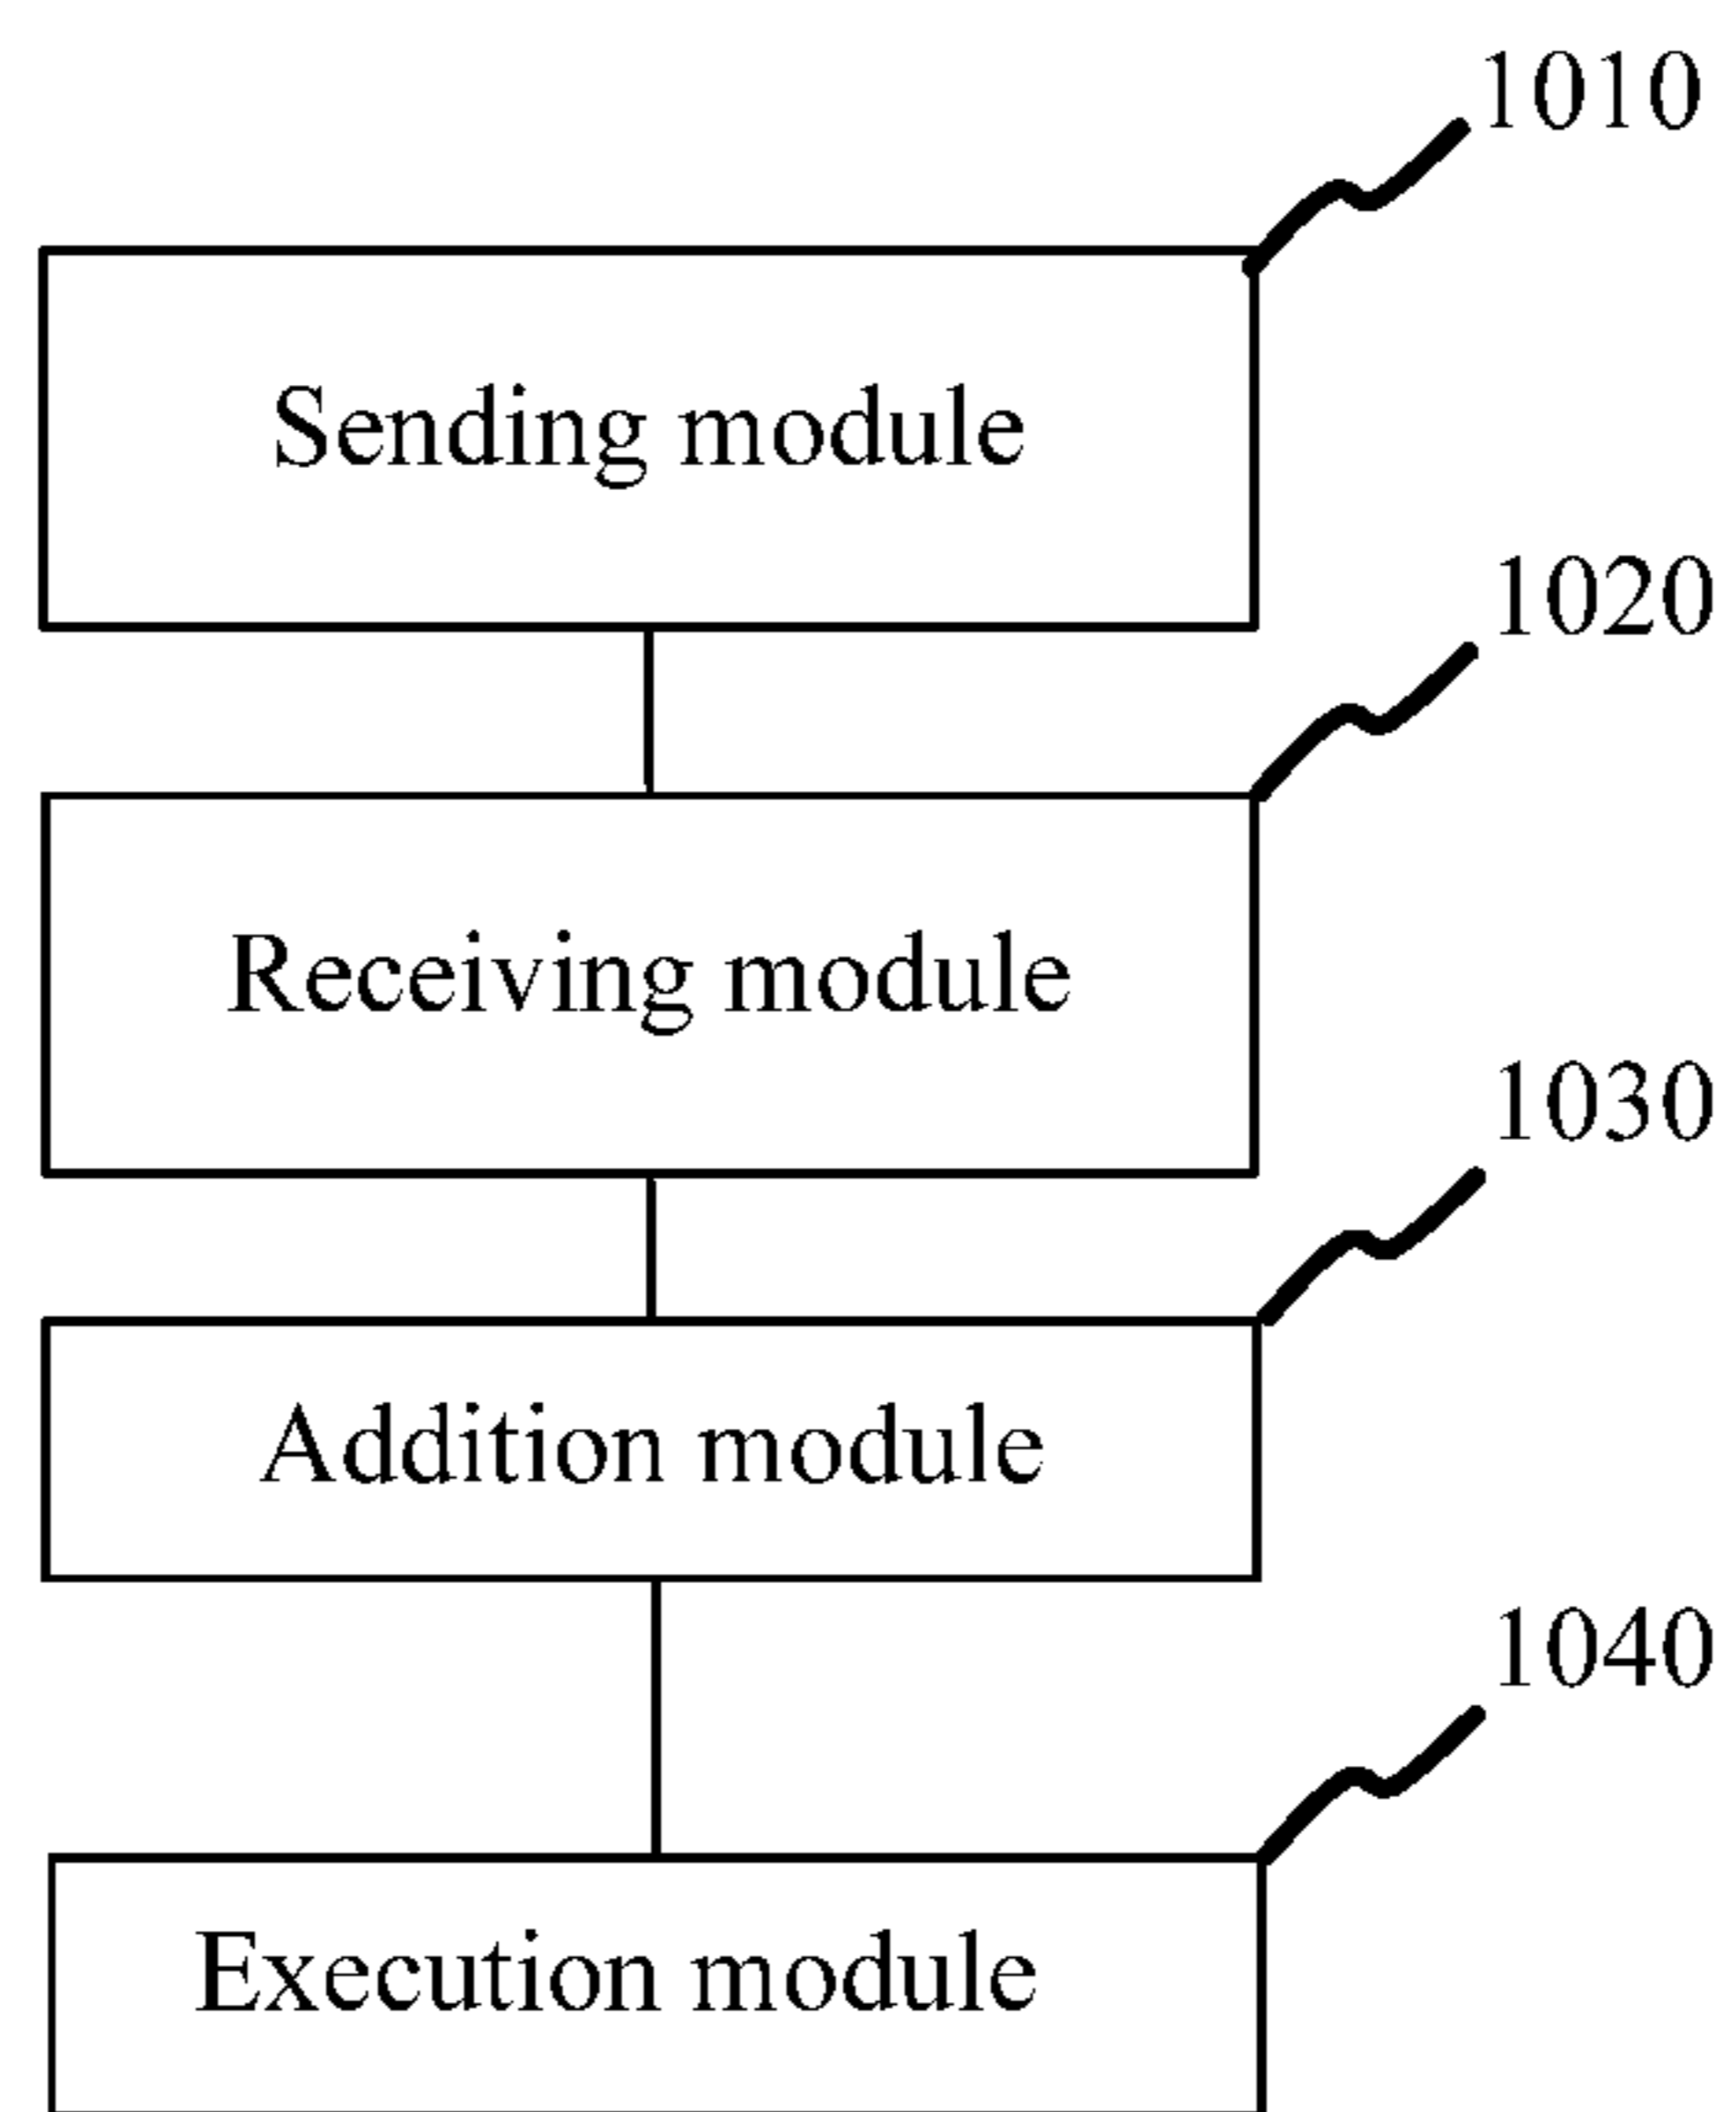 1010
Sending module
1020
Receiving module
1030
Addition module
1040
Execution module